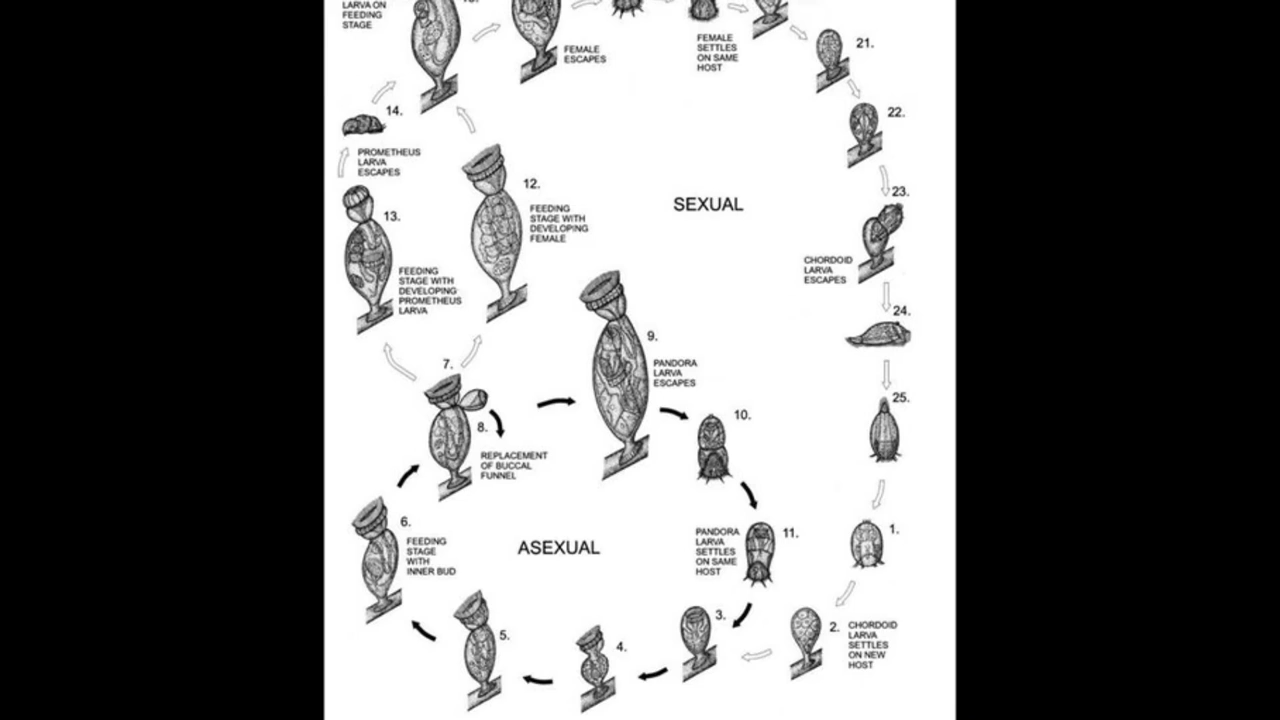 LARVA ON
FEEDING
STAGE
FEMALE
ESCAPES
FEMALE
SETTLES
ON SAME
HOST
21.
22.
14.
PROMETHEUS
LARVA
ESCAPES
12.
FEEDING
STAGE WITH
DEVELOPING
FEMALE
SEXUAL
23.
13.
FEEDING
STAGE WITH
DEVELOPING
PROMETHEUS
LARVA
CHORDOID
LARVA
ESCAPES
24.
9.
PANDORA
LARVA
ESCAPES
7.
25.
8.
REPLACEMENT
OF BUCCAL
FUNNEL
10.
6.
FEEDING
STAGE
WITH
INNER BUD
ASEXUAL
PANDORA
LARVA
SETTLES
ON SAME
HOST
11.
1.
5.
4.
3.
2.
CHORDOID
LARVA
SETTLES
ON NEW
HOST